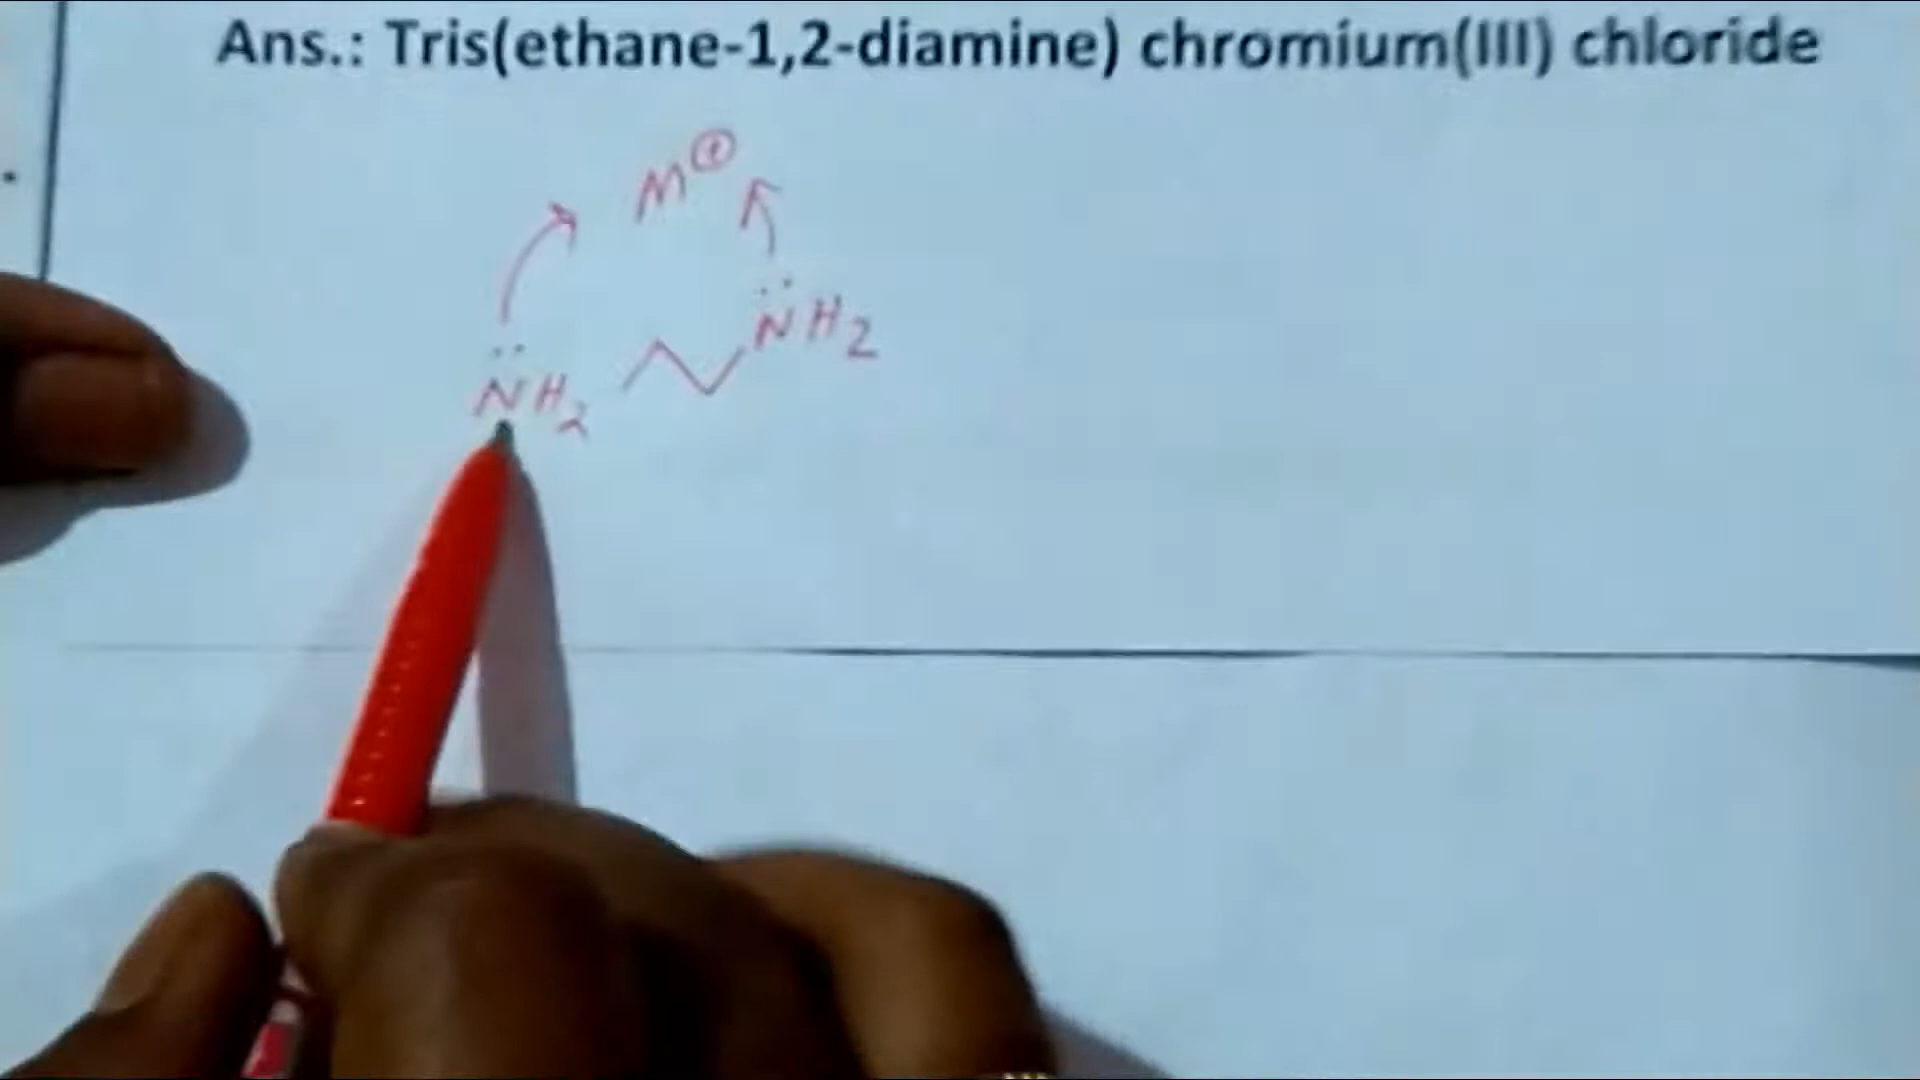 Ans.: Tris(ethane-1,2-diamine) chromium(III) chloride
M⊕
N̈H2
N̈H2